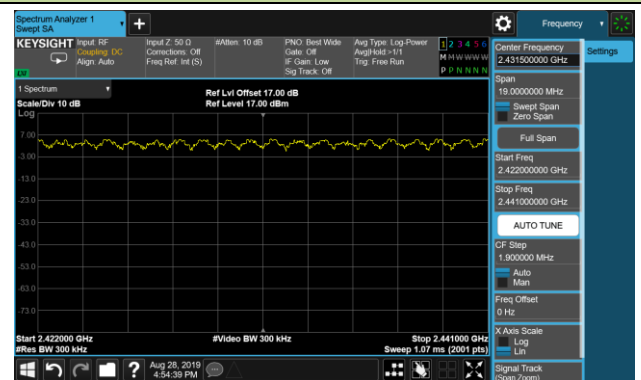 Spectrum Analyzer 1
Swept SA
Frequency
KEYSIGHT
Input: RF
Coupling: DC
Align: Auto
Input Z: 50 Ω
Corrections: Off
Freq Ref: Int (S)
#Atten: 10 dB
PNO: Best Wide
Gate: Off
IF Gain: Low
Sig Track: Off
Avg Type: Log-Power
Avg|Hold:>1/1
Trig: Free Run
1 2 3 4 5 6
M M W W W W
P P N N N N
Center Frequency
2.431500000 GHz
Settings
1 Spectrum
Scale/Div 10 dB
Log
Ref Lvl Offset 17.00 dB
Ref Level 17.00 dBm
Span
19.0000000 MHz
Swept Span
Zero Span
Full Span
Start Freq
2.422000000 GHz
Stop Freq
2.441000000 GHz
AUTO TUNE
CF Step
1.900000 MHz
Auto
Man
Freq Offset
0 Hz
X Axis Scale
Log
Lin
Signal Track
(Span Zoom)
7.00
-3.00
-13.0
-23.0
-33.0
-43.0
-53.0
-63.0
-73.0
Start 2.422000 GHz
#Res BW 300 kHz
#Video BW 300 kHz
Stop 2.441000 GHz
Sweep 1.07 ms (2001 pts)
?
Aug 28, 2019
4:54:39 PM